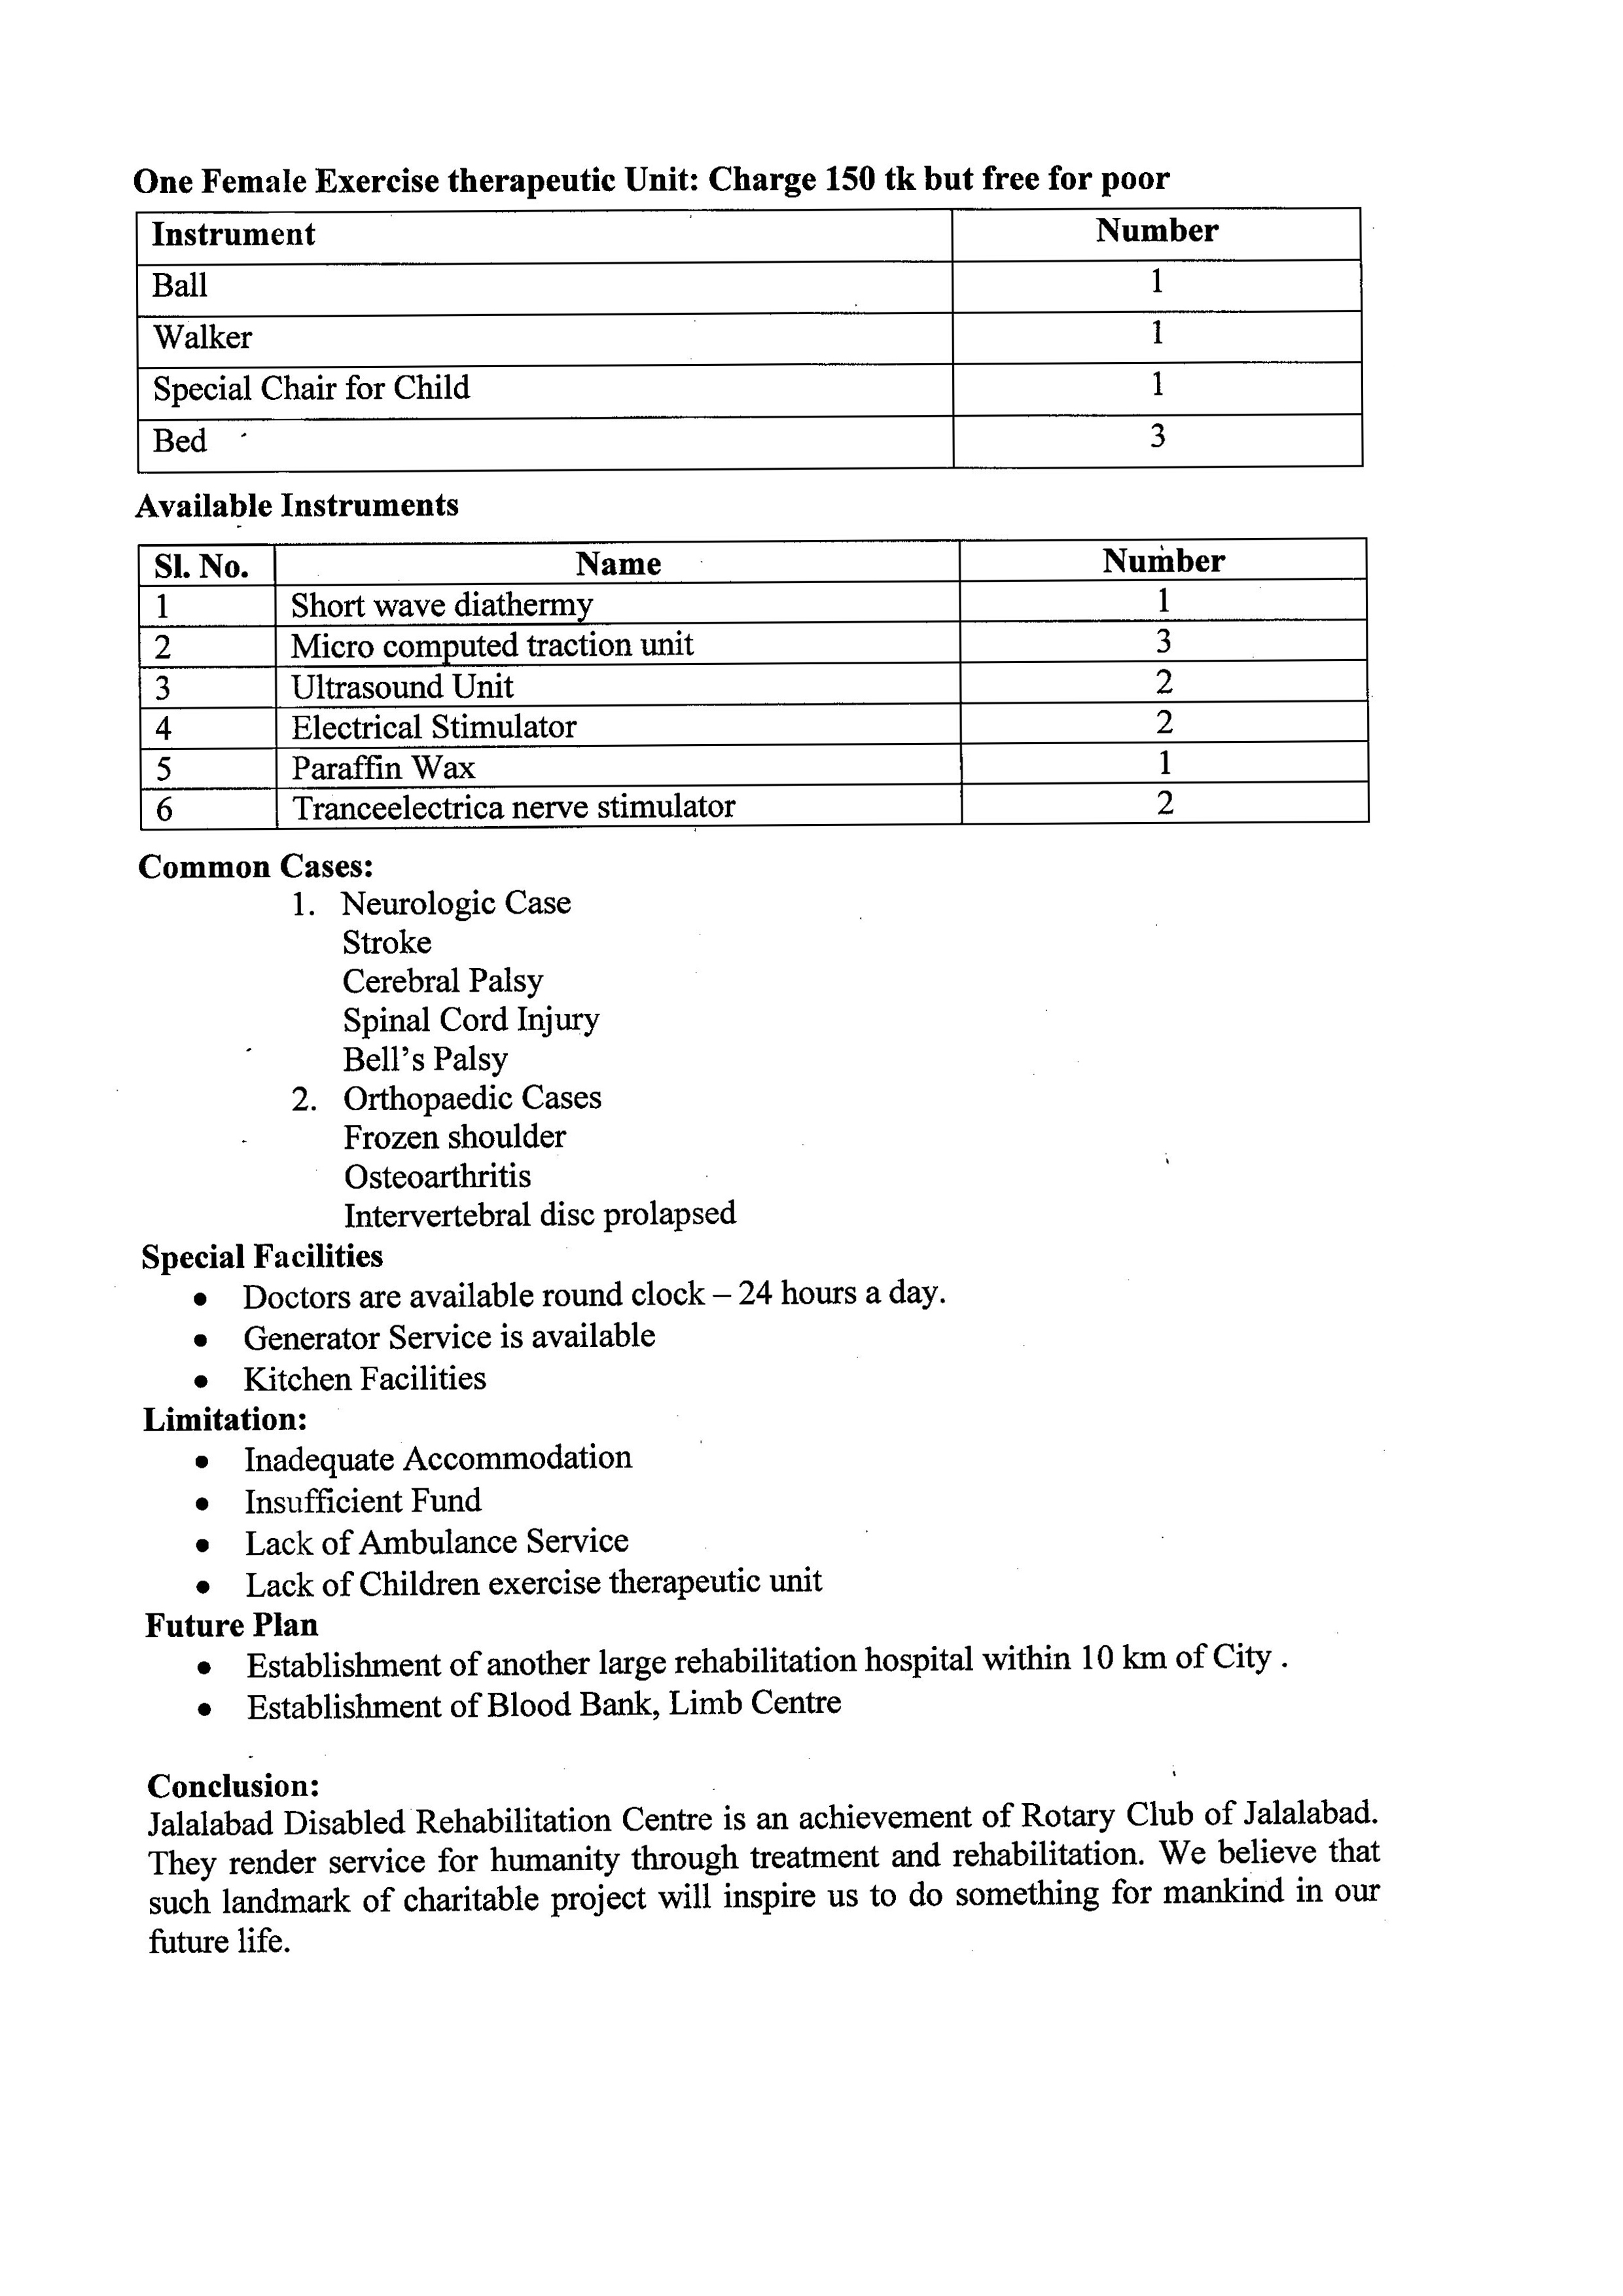 One Female Exercise therapeutic Unit: Charge 150 tk but free for poor
Instrument Number
Ball 1
Walker 1
Special Chair for Child 1
Bed 3
Available Instruments
Sl. No. Name Number
1 Short wave diathermy 1
2 Micro computed traction unit 3
3 Ultrasound Unit 2
4 Electrical Stimulator 2
5 Paraffin Wax 1
6 Tranceelectrica nerve stimulator 2
Common Cases:
1. Neurologic Case
Stroke
Cerebral Palsy
Spinal Cord Injury
Bell’s Palsy
2. Orthopaedic Cases
Frozen shoulder
Osteoarthritis
Intervertebral disc prolapsed
Special Facilities
• Doctors are available round clock – 24 hours a day.
• Generator Service is available
• Kitchen Facilities
Limitation:
• Inadequate Accommodation
• Insufficient Fund
• Lack of Ambulance Service
• Lack of Children exercise therapeutic unit
Future Plan
• Establishment of another large rehabilitation hospital within 10 km of City .
• Establishment of Blood Bank, Limb Centre
Conclusion:
Jalalabad Disabled Rehabilitation Centre is an achievement of Rotary Club of Jalalabad.
They render service for humanity through treatment and rehabilitation. We believe that
such landmark of charitable project will inspire us to do something for mankind in our
future life.